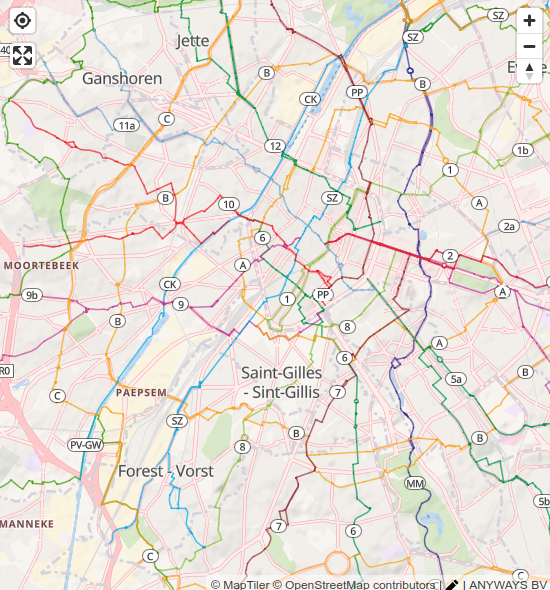 SZ
40
Jette
SZ
Ganshoren
B
B
CK
PP
C
11a
12
1b
1
B
SZ
10
A
2a
6
2
MOORTEBEEK
A
CK
1
PP
A
9b
9
B
8
A
6
R0
Saint-Gilles
- Sint-Gillis
5a
B
7
C
PAEPSEM
SZ
B
B
PV-GW
8
Forest - Vorst
MM
5b
MANNEKE
7
6
C
C
© MapTiler © OpenStreetMap contributors | | ANYWAYS BV